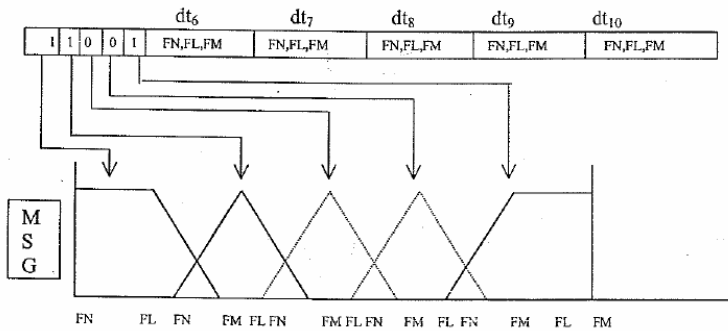 dt6 dt7 dt8 dt9 dt10
1 1 0 0 1 FN,FL,FM FN,FL,FM FN,FL,FM FN,FL,FM FN,FL,FM
M
S
G
FN FL FN FM FL FN FM FL FN FM FL FN FM FL FM